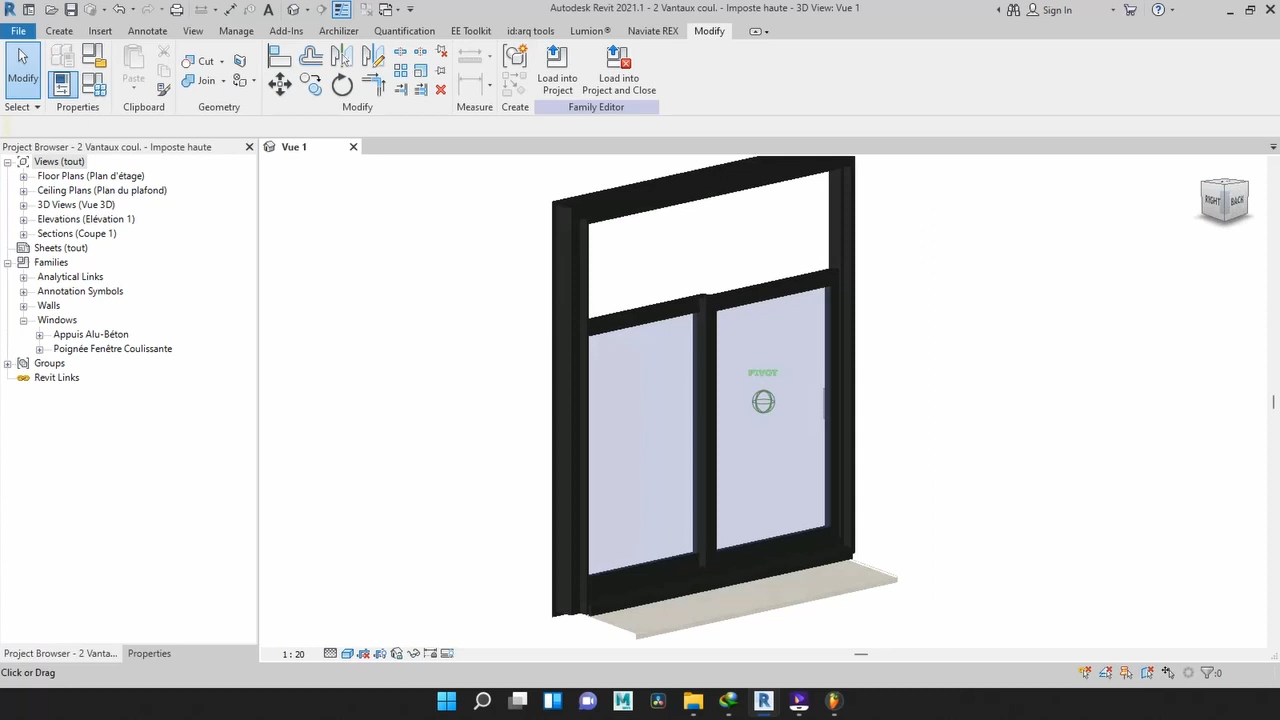 Autodesk Revit 2021.1 - 2 Vantaux coul. - Imposte haute - 3D View: Vue 1
Sign In
File
Create
Insert
Annotate
View
Manage
Add-Ins
Archilizer
Quantification
EE Toolkit
id:arq tools
Lumion®
Naviate REX
Modify
Modify
Paste
Cut
Join
Load into
Project
Load into
Project and Close
Select
Properties
Clipboard
Geometry
Modify
Measure
Create
Family Editor
Project Browser - 2 Vantaux coul. - Imposte haute
Vue 1
Views (tout)
Floor Plans (Plan d'étage)
Ceiling Plans (Plan du plafond)
3D Views (Vue 3D)
Elevations (Elévation 1)
Sections (Coupe 1)
Sheets (tout)
Families
Analytical Links
Annotation Symbols
Walls
Windows
Appuis Alu-Béton
Poignée Fenêtre Coulissante
Groups
Revit Links
RIGHT
BACK
PIVOT
Project Browser - 2 Vanta...
Properties
1 : 20
Click or Drag
:0